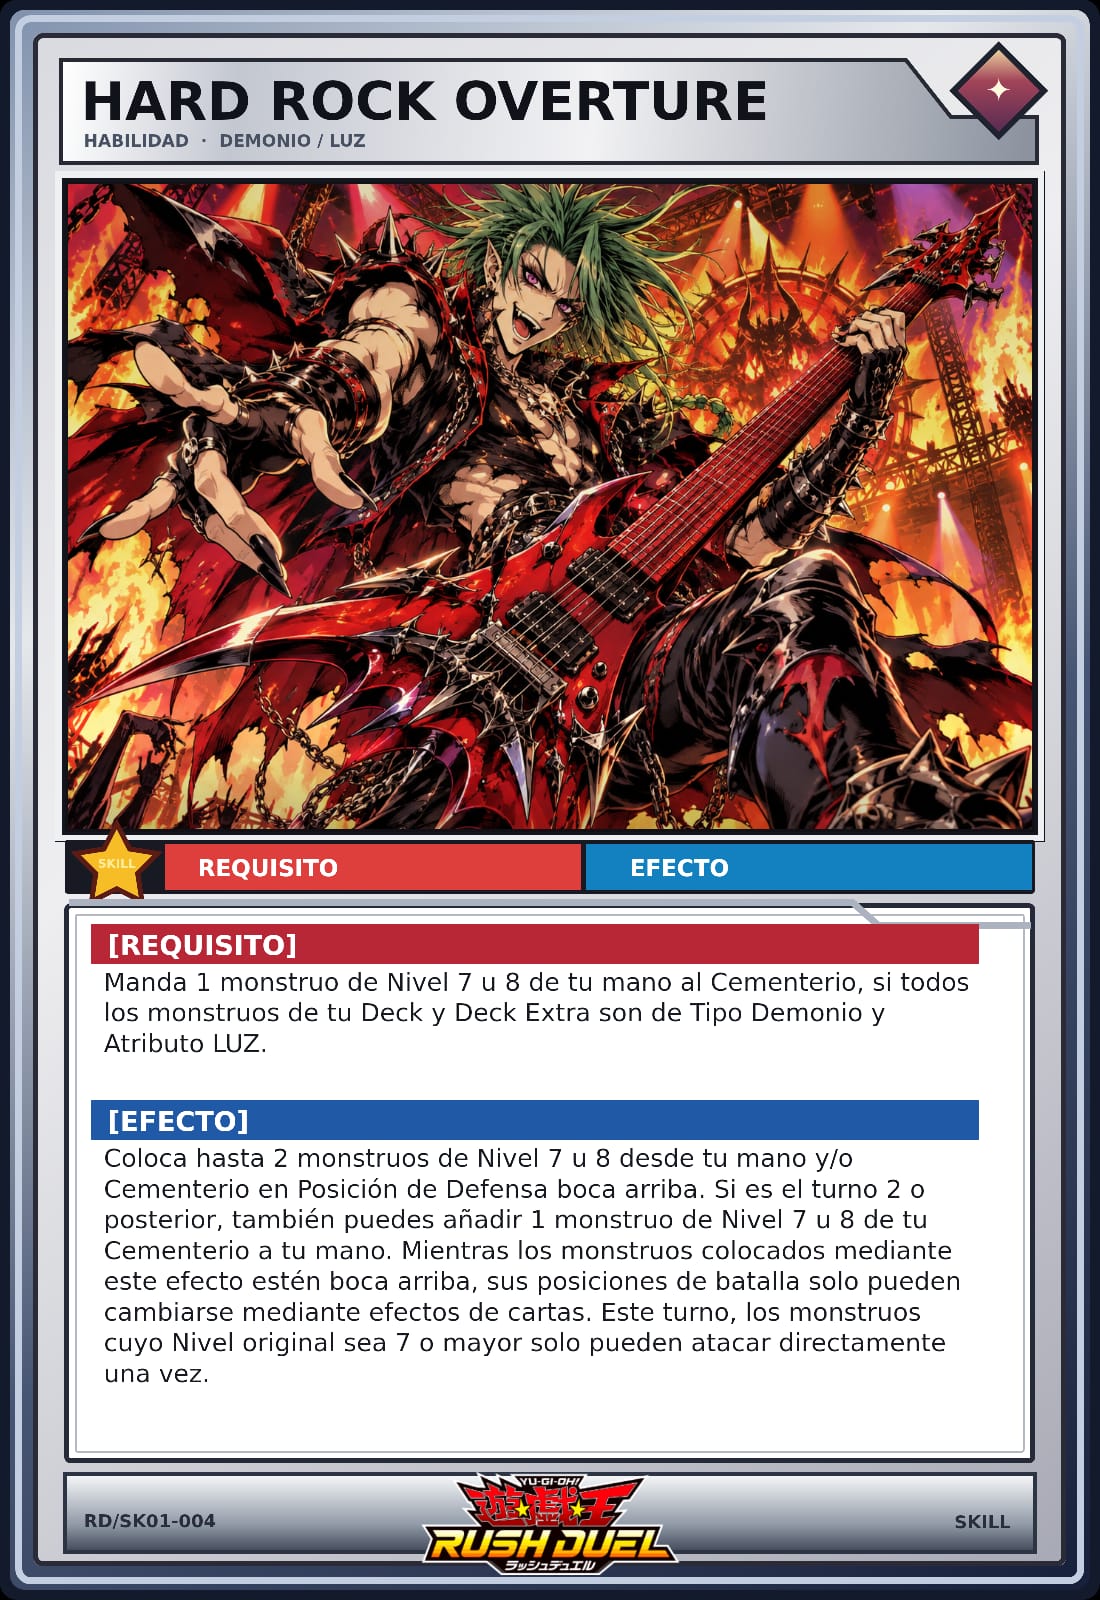 HARD ROCK OVERTURE
HABILIDAD · DEMONIO / LUZ
SKILL
REQUISITO
EFECTO
[REQUISITO]
Manda 1 monstruo de Nivel 7 u 8 de tu mano al Cementerio, si todos
los monstruos de tu Deck y Deck Extra son de Tipo Demonio y
Atributo LUZ.
[EFECTO]
Coloca hasta 2 monstruos de Nivel 7 u 8 desde tu mano y/o
Cementerio en Posición de Defensa boca arriba. Si es el turno 2 o
posterior, también puedes añadir 1 monstruo de Nivel 7 u 8 de tu
Cementerio a tu mano. Mientras los monstruos colocados mediante
este efecto estén boca arriba, sus posiciones de batalla solo pueden
cambiarse mediante efectos de cartas. Este turno, los monstruos
cuyo Nivel original sea 7 o mayor solo pueden atacar directamente
una vez.
RD/SK01-004
YU-GI-OH!
遊戯王
RUSH DUEL
ラッシュデュエル
SKILL